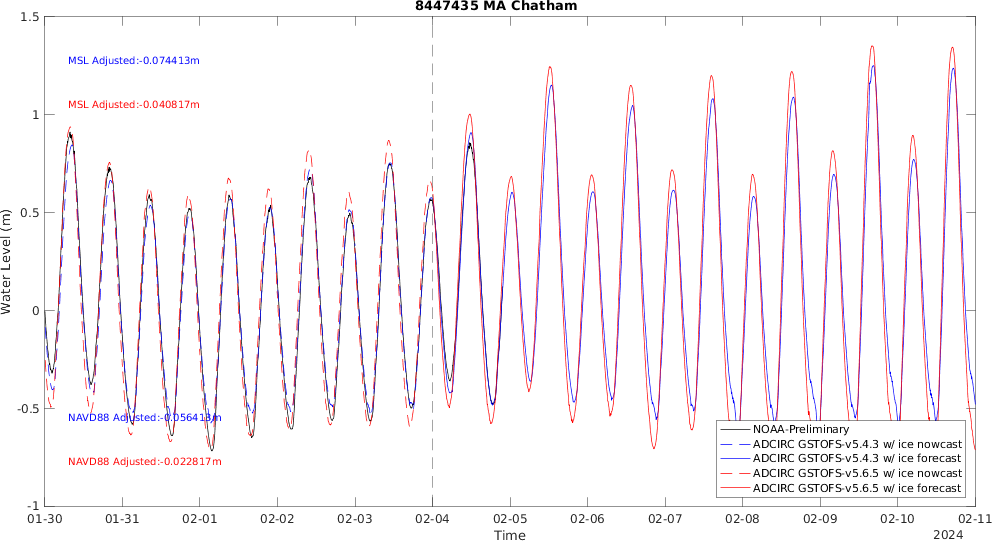 8447435 MA Chatham
1.5
MSL Adjusted:-0.074413m
MSL Adjusted:-0.040817m
1
0.5
Water Level (m)
0
-0.5
NAVD88 Adjusted:-0.056413m
NAVD88 Adjusted:-0.022817m
NOAA-Preliminary
ADCIRC GSTOFS-v5.4.3 w/ ice nowcast
ADCIRC GSTOFS-v5.4.3 w/ ice forecast
ADCIRC GSTOFS-v5.6.5 w/ ice nowcast
ADCIRC GSTOFS-v5.6.5 w/ ice forecast
-1
01-30 01-31 02-01 02-02 02-03 02-04 02-05 02-06 02-07 02-08 02-09 02-10 02-11
Time
2024